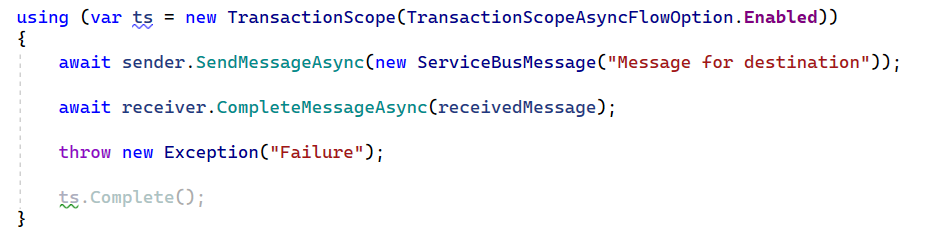 using (var ts = new TransactionScope(TransactionScopeAsyncFlowOption.Enabled))
{
    await sender.SendMessageAsync(new ServiceBusMessage("Message for destination"));
    await receiver.CompleteMessageAsync(receivedMessage);
    throw new Exception("Failure");
    ts.Complete();
}